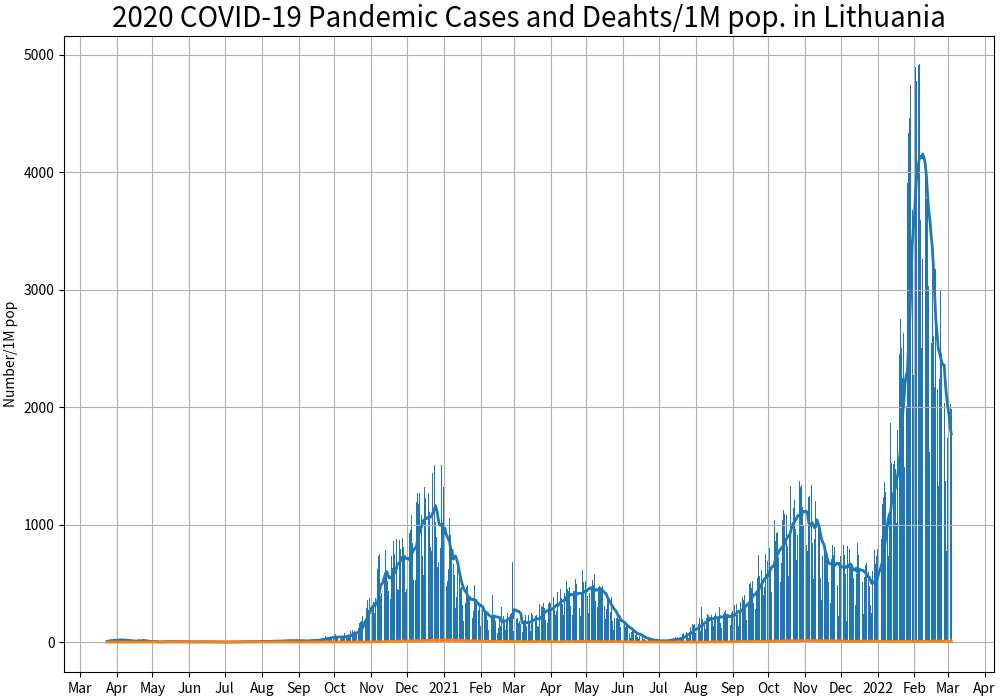 2020 COVID-19 Pandemic Cases and Deahts/1M pop. in Lithuania
Number/1M pop
5000
4000
3000
2000
1000
0
Mar Apr May Jun Jul Aug Sep Oct Nov Dec 2021 Feb Mar Apr May Jun Jul Aug Sep Oct Nov Dec 2022 Feb Mar Apr